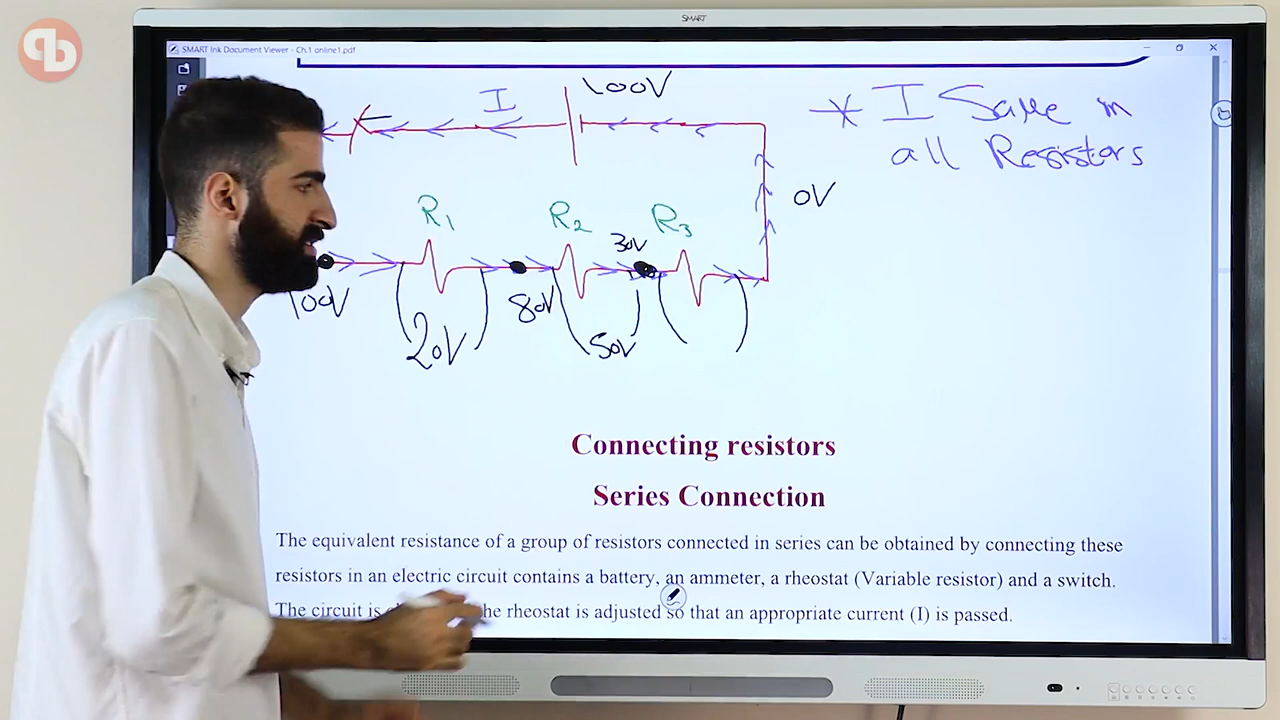 qb
SMART
SMART Ink Document Viewer - Ch.1 online1.pdf
100V
I
* I Same in
all Resistors
0V
R1
R2
R3
30V
100V
20V
80V
50V
Connecting resistors
Series Connection
The equivalent resistance of a group of resistors connected in series can be obtained by connecting these
resistors in an electric circuit contains a battery, an ammeter, a rheostat (Variable resistor) and a switch.
The circuit is he rheostat is adjusted so that an appropriate current (I) is passed.